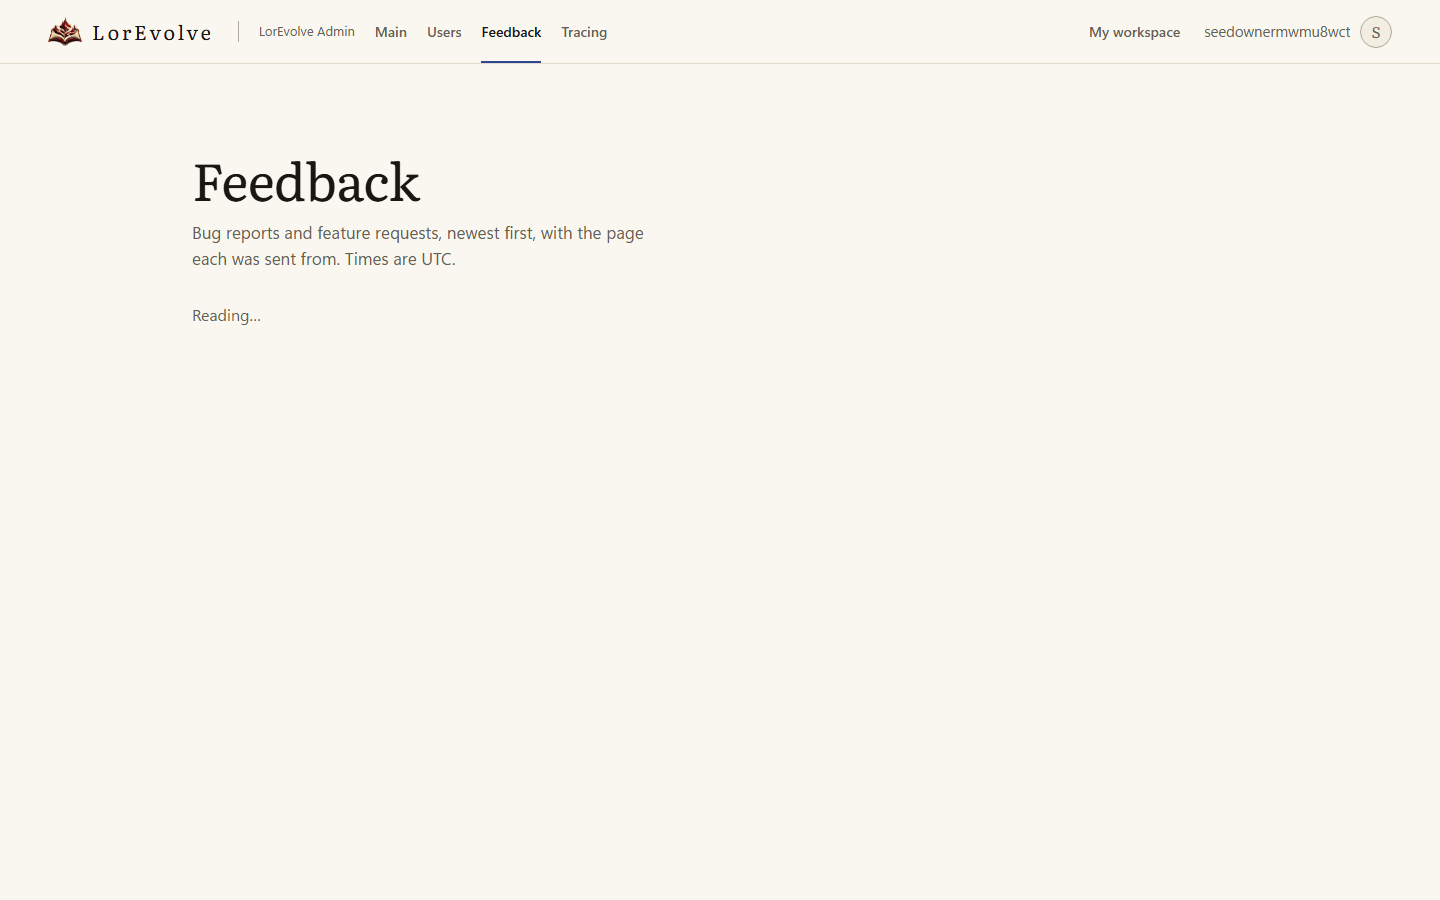 LorEvolve
LorEvolve Admin
Main
Users
Feedback
Tracing
My workspace
seedownermwmu8wct
S
Feedback
Bug reports and feature requests, newest first, with the page
each was sent from. Times are UTC.
Reading...